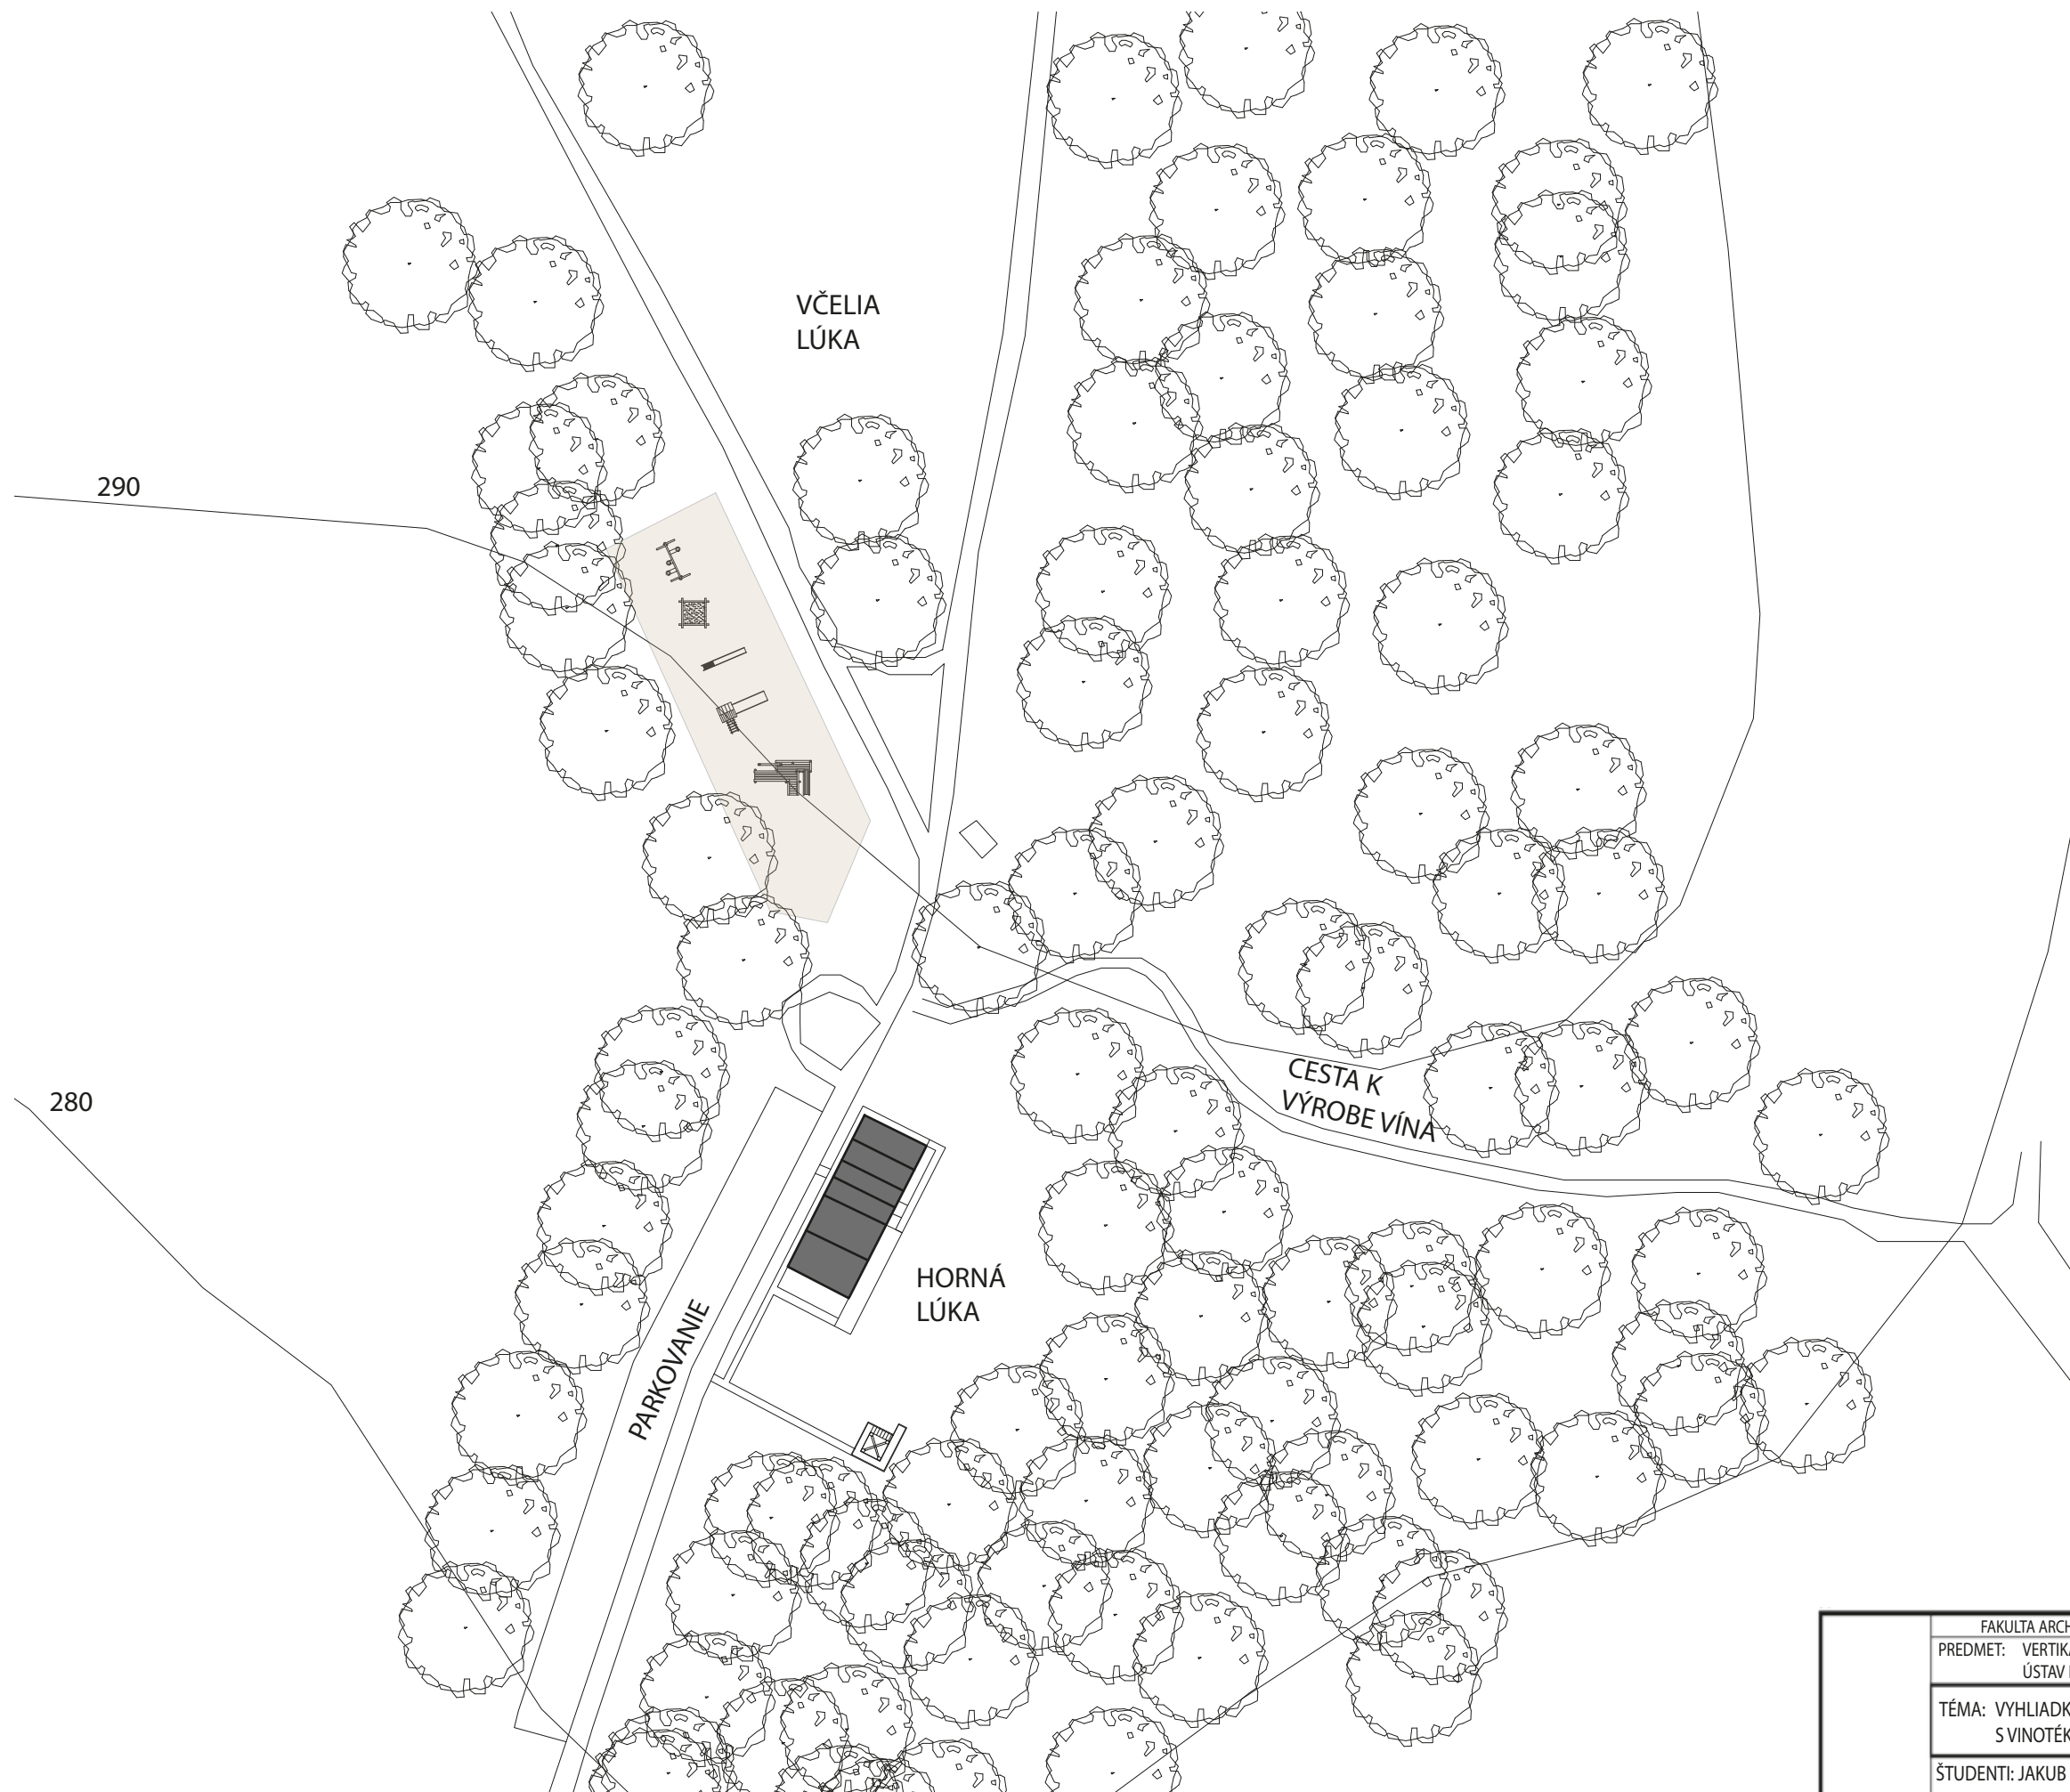 VČELIA
LÚKA
290
280
CESTA K
VÝROBE VÍNA
HORNÁ
LÚKA
PARKOVANIE
FAKULTA ARCH
PREDMET: VERTIKA
ÚSTAV
TÉMA: VYHLIADK
S VINOTÉK
ŠTUDENTI: JAKUB